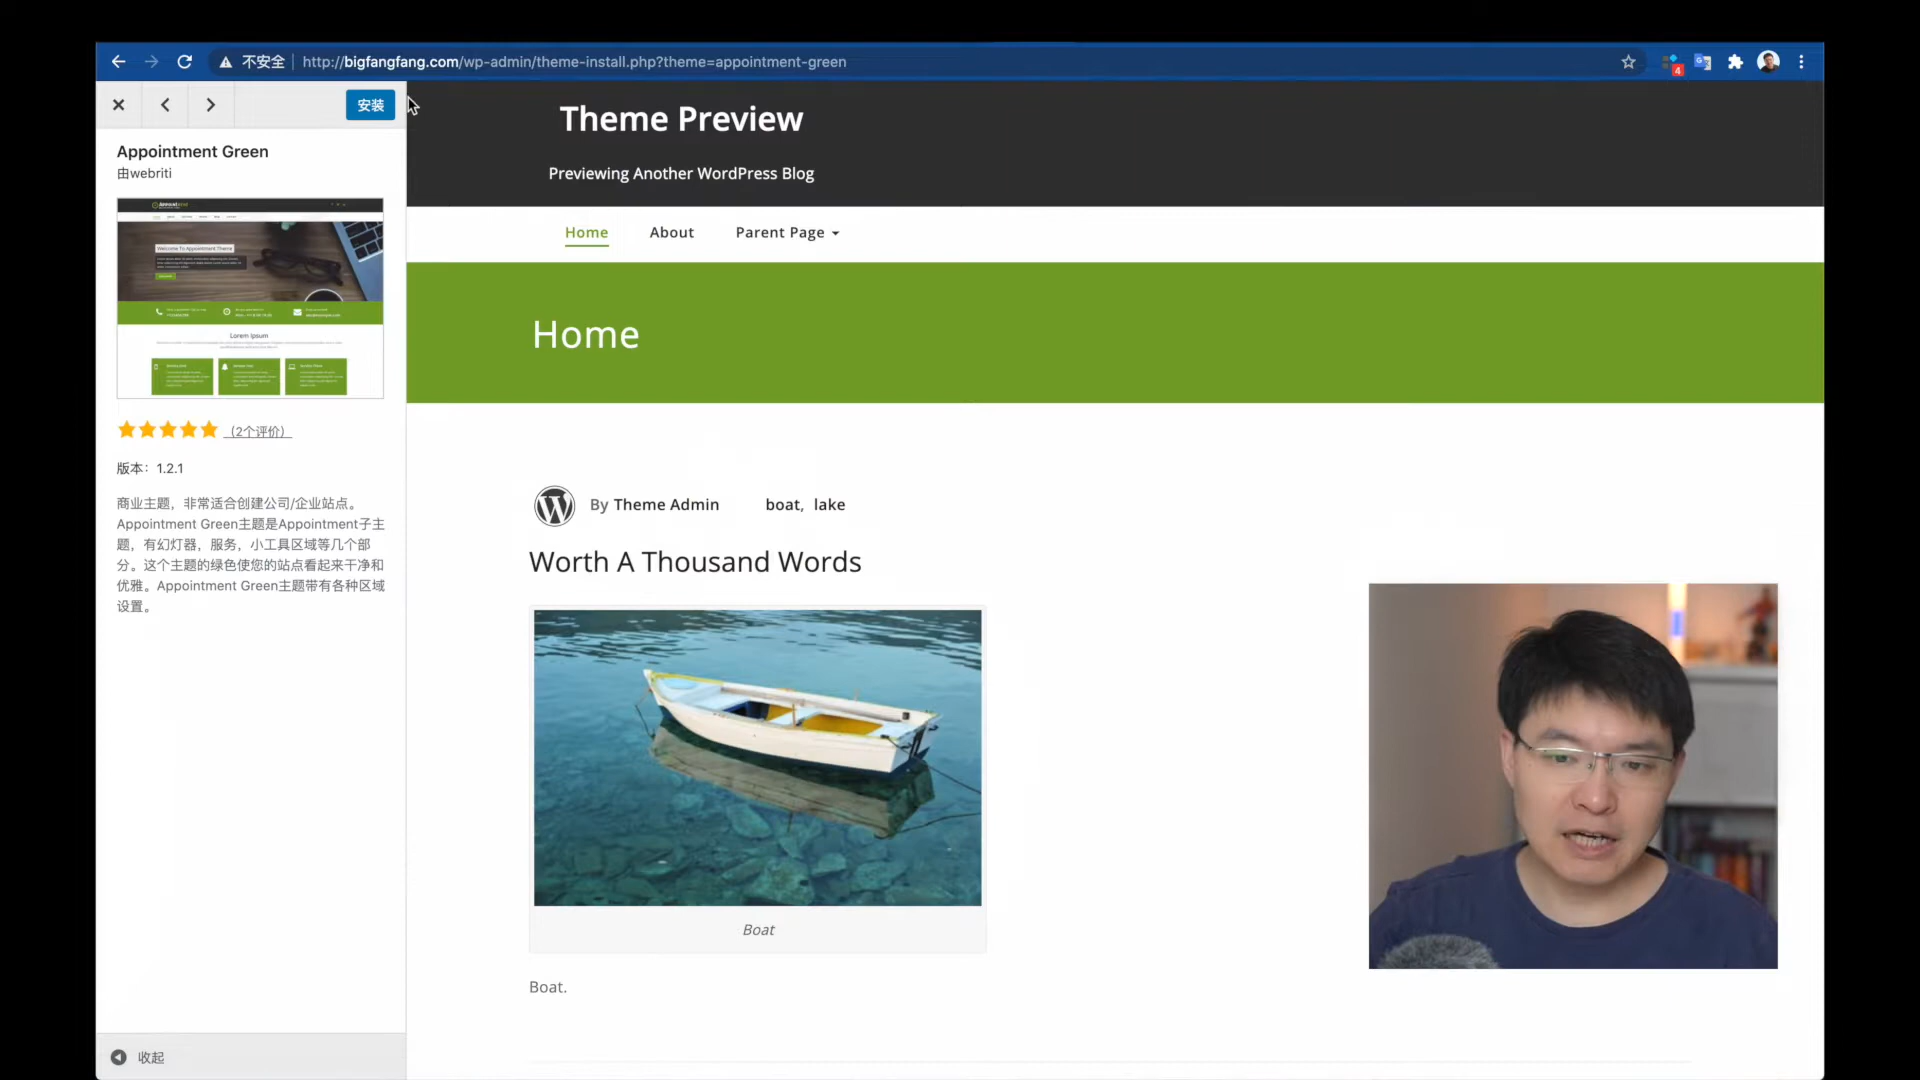 不安全 http://bigfangfang.com/wp-admin/theme-install.php?theme=appointment-green
4
安装
Appointment Green
由webriti
Welcome To Appointment Theme
Lorem Ipsum
(2个评价)
版本：1.2.1
商业主题，非常适合创建公司/企业站点。
Appointment Green主题是Appointment子主
题，有幻灯器，服务，小工具区域等几个部
分。这个主题的绿色使您的站点看起来干净和
优雅。Appointment Green主题带有各种区域
设置。
收起
Theme Preview
Previewing Another WordPress Blog
Home About Parent Page
Home
By Theme Admin boat, lake
Worth A Thousand Words
Boat
Boat.